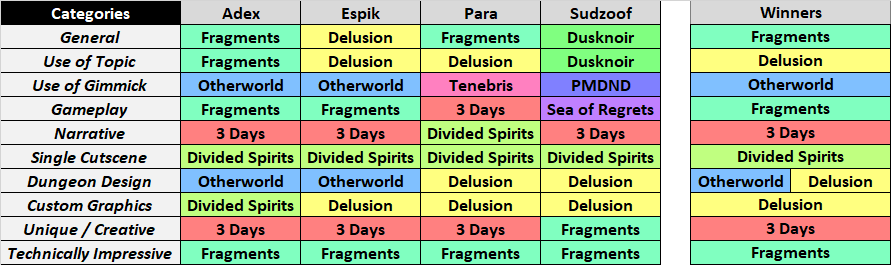 Categories Adex Espik Para Sudzoof Winners
General Fragments Delusion Fragments Dusknoir Fragments
Use of Topic Fragments Delusion Delusion Dusknoir Delusion
Use of Gimmick Otherworld Otherworld Tenebris PMDND Otherworld
Gameplay Fragments Fragments 3 Days Sea of Regrets Fragments
Narrative 3 Days 3 Days Divided Spirits 3 Days 3 Days
Single Cutscene Divided Spirits Divided Spirits Divided Spirits Divided Spirits Divided Spirits
Dungeon Design Otherworld Otherworld Delusion Delusion Otherworld Delusion
Custom Graphics Divided Spirits Delusion Delusion Delusion Delusion
Unique / Creative 3 Days 3 Days 3 Days Fragments 3 Days
Technically Impressive Fragments Fragments Fragments Fragments Fragments